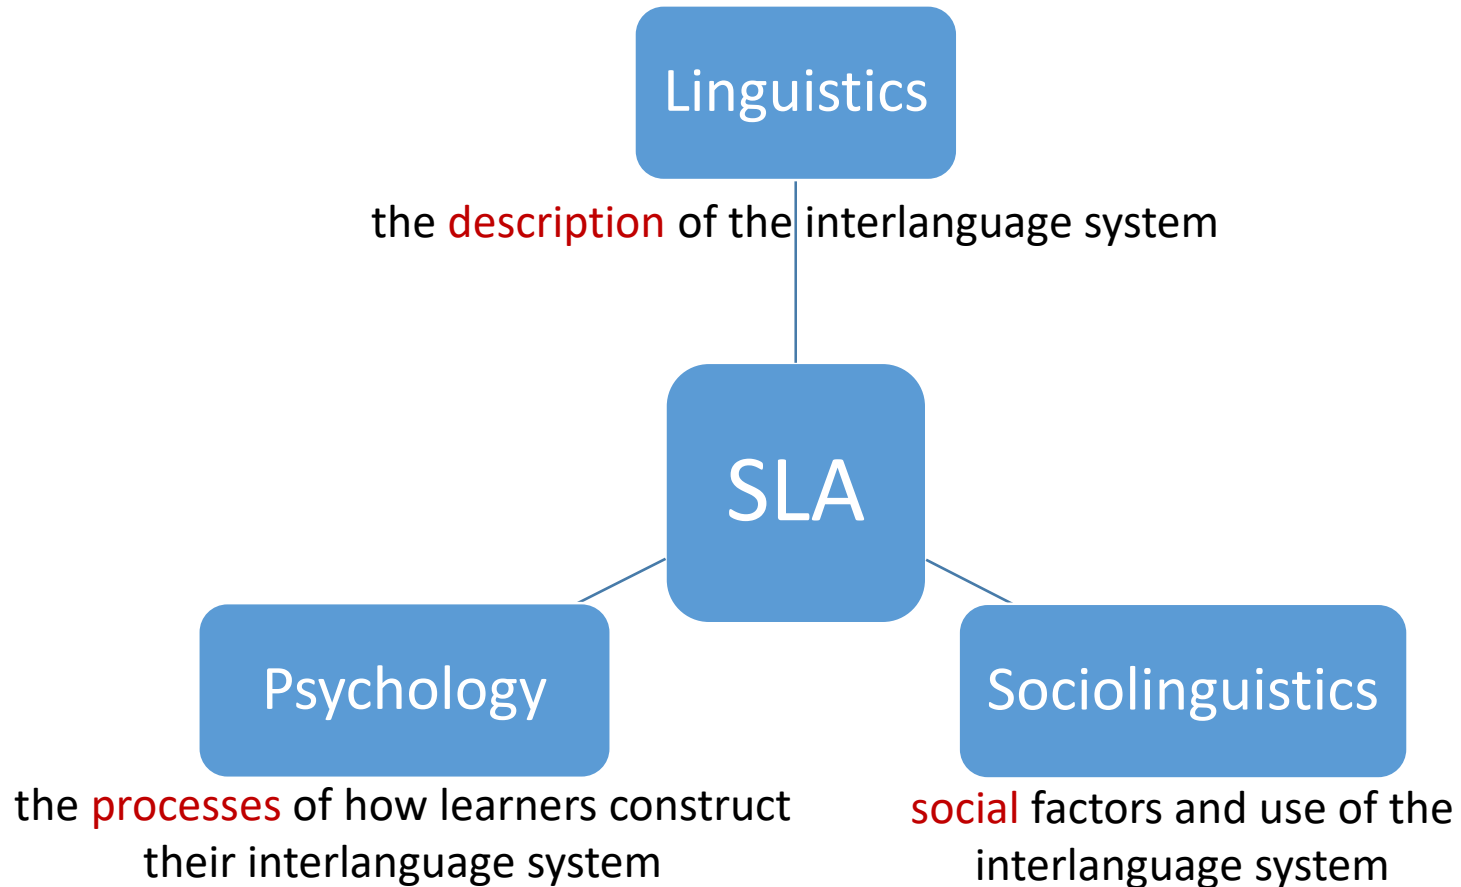 Linguistics
the description of the interlanguage system
SLA
Psychology
the processes of how learners construct
their interlanguage system
Sociolinguistics
social factors and use of the
interlanguage system